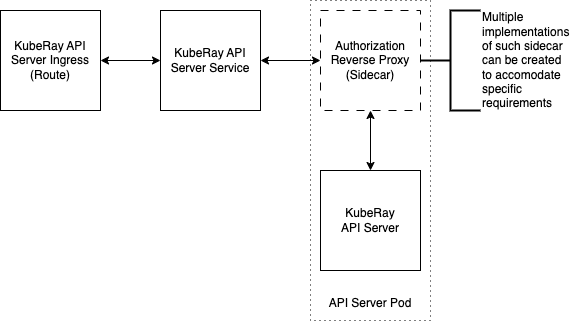 KubeRay API
Server Ingress
(Route)
KubeRay API
Server Service
Authorization
Reverse Proxy
(Sidecar)
Multiple
implementations
of such sidecar
can be created
to accomodate
specific
requirements
KubeRay
API Server
API Server Pod